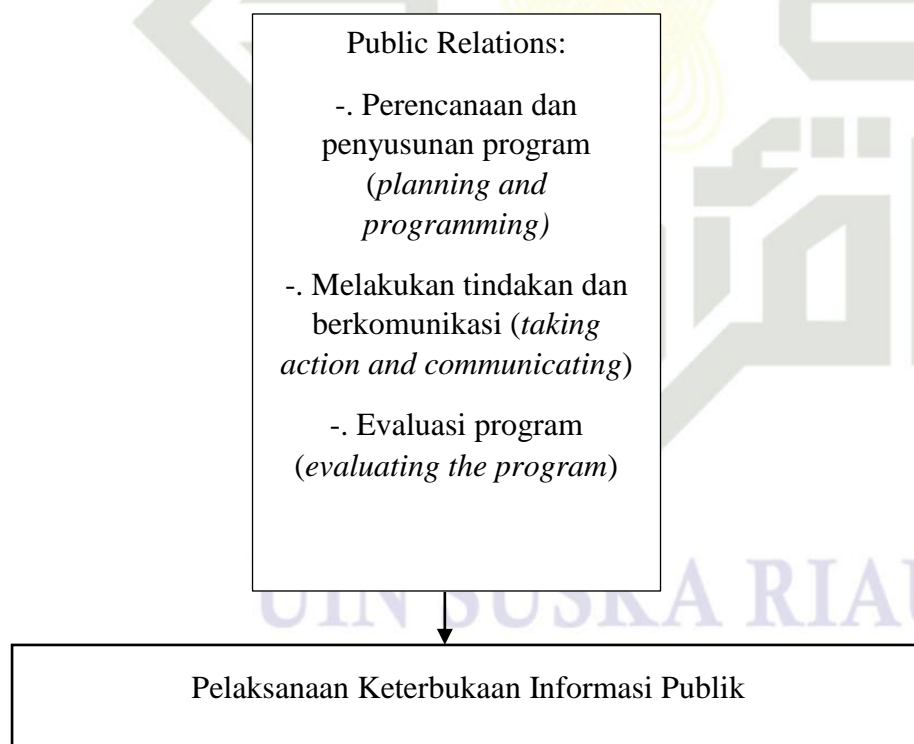 Public Relations:
-. Perencanaan dan
penyusunan program
(planning and
programming)
-. Melakukan tindakan dan
berkomunikasi (taking
action and communicating)
-. Evaluasi program
(evaluating the program)
UIN SUSKA RIAU
Pelaksanaan Keterbukaan Informasi Publik